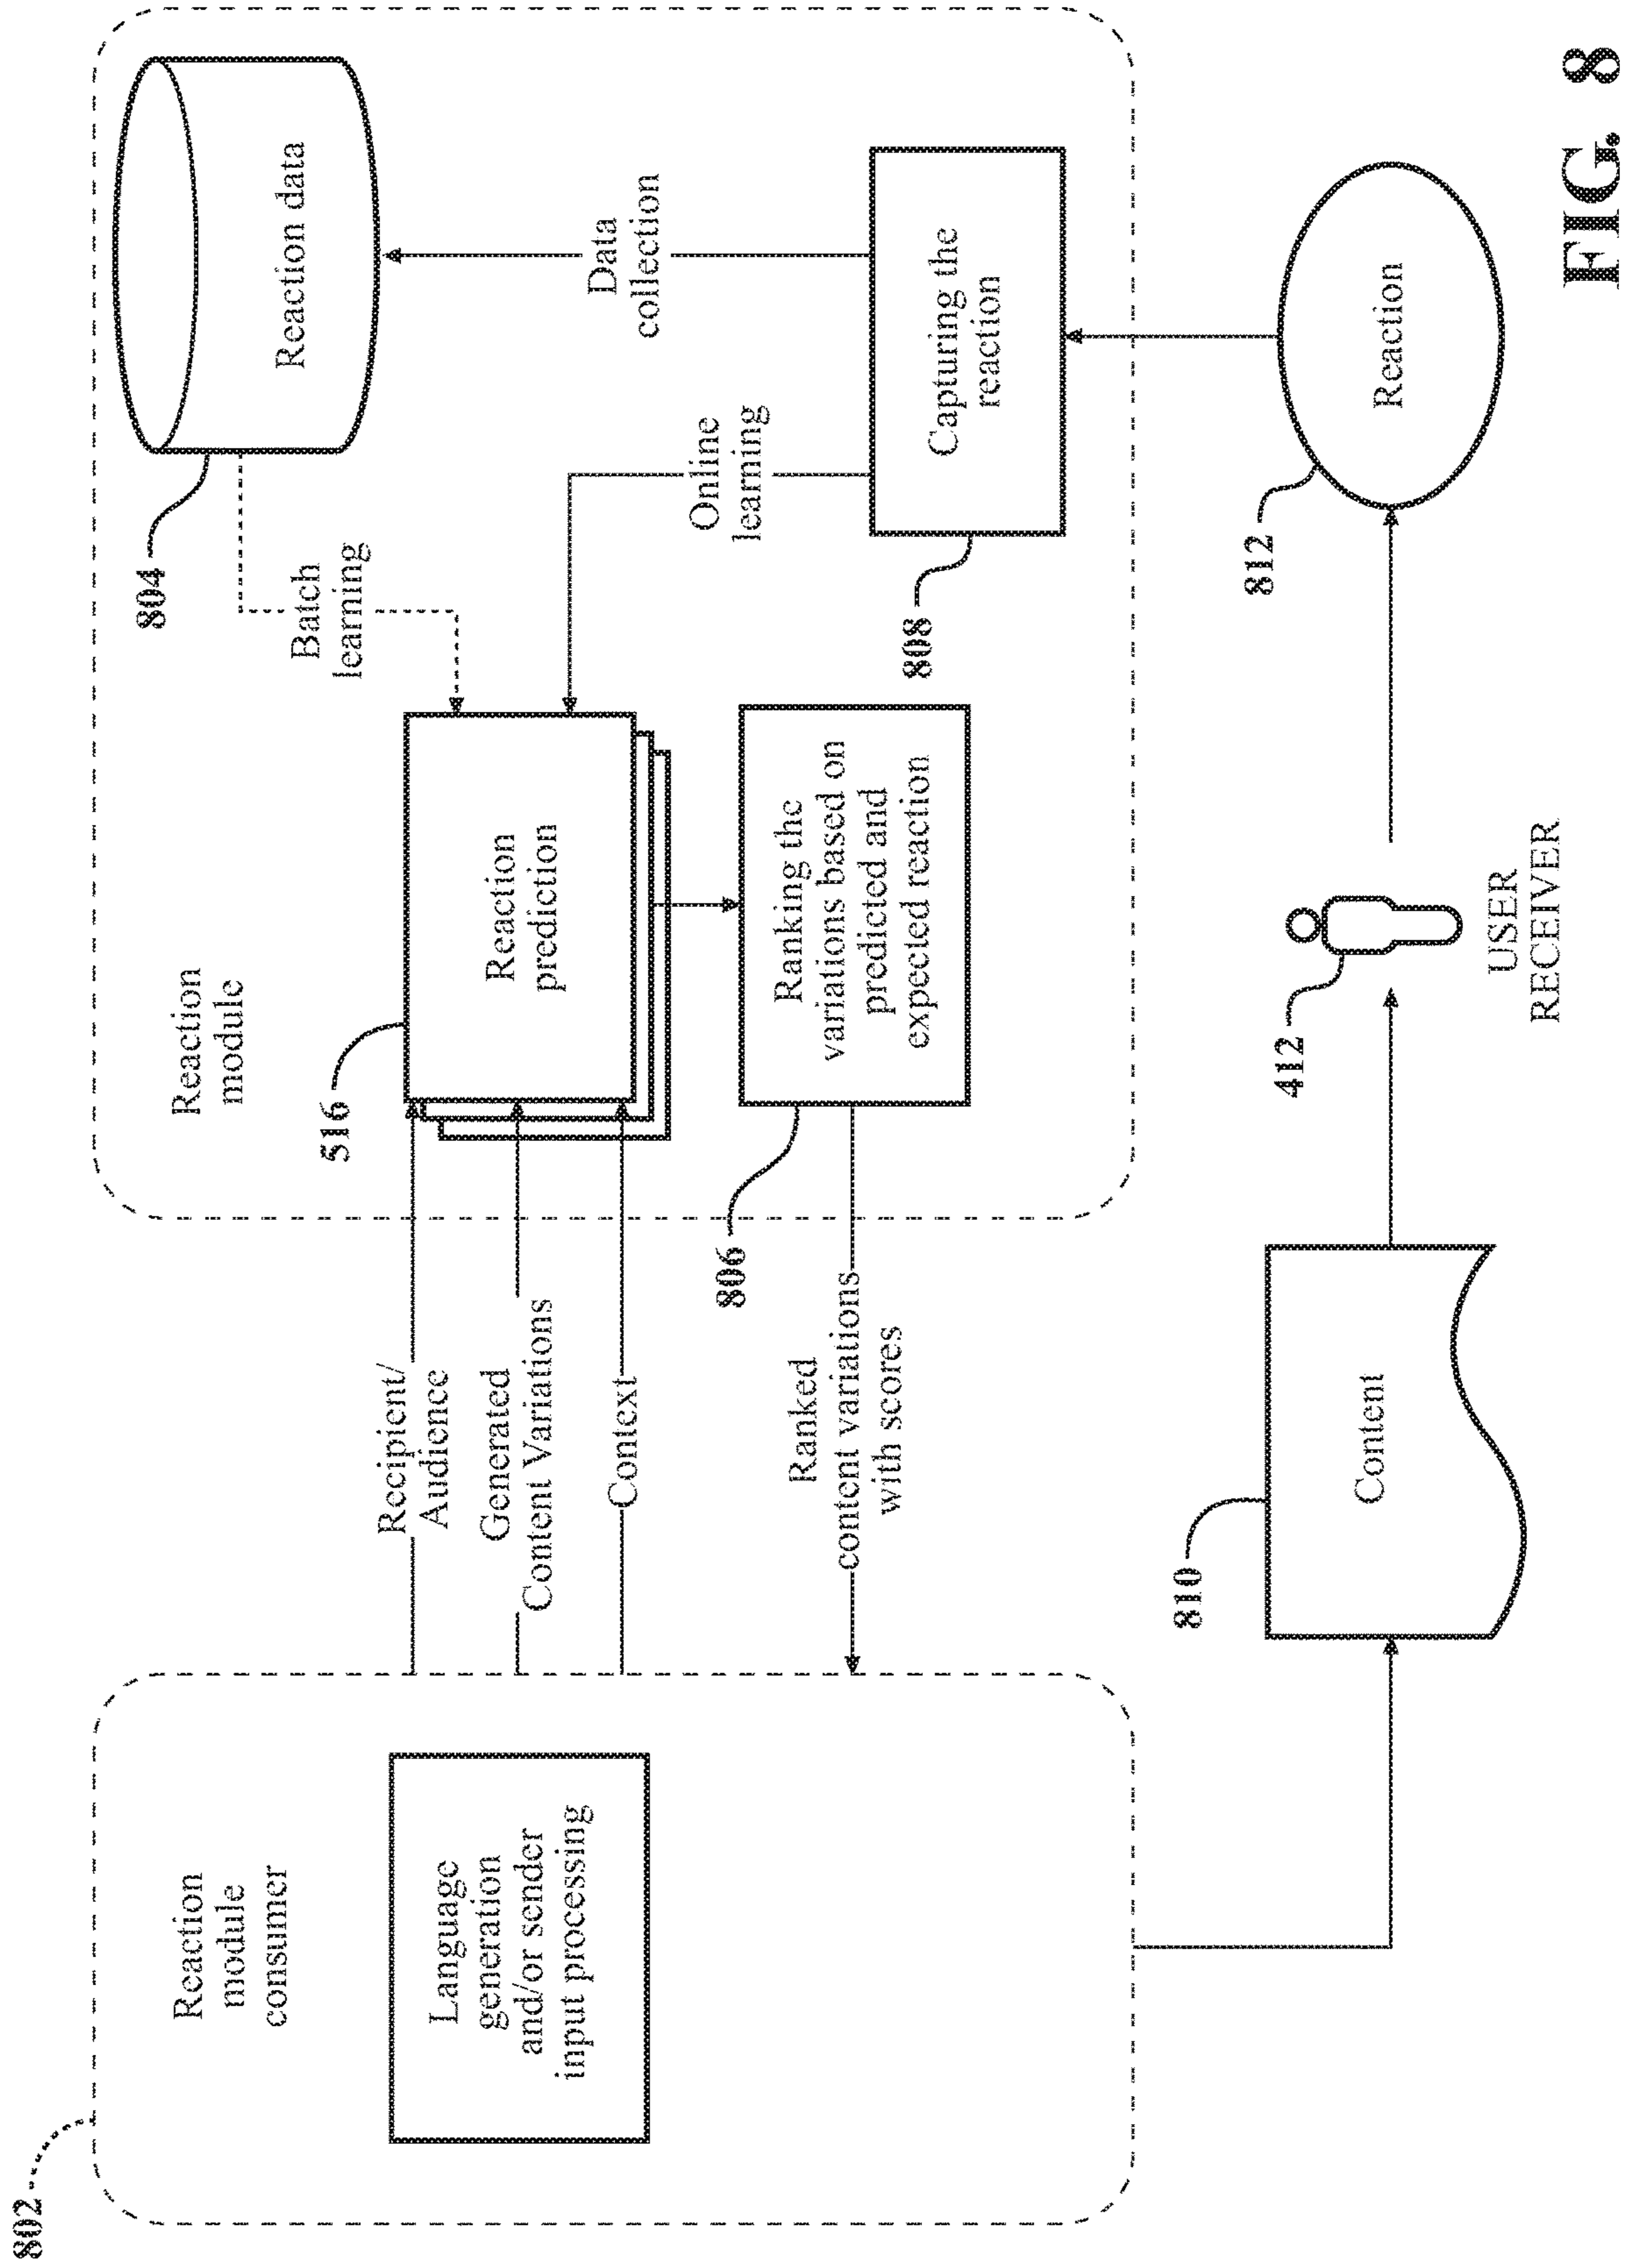 802
Reaction
module
consumer
Language
generation
and/or sender
input processing
Recipient/
Audience
Generated
Content Variations
Context
Ranked
content variations
with scores
Reaction
module
516
Reaction
prediction
Batch
learning
804
Reaction data
Online
learning
Data
collection
806
Ranking the
variations based on
predicted and
expected reaction
808
Capturing the
reaction
810
Content
412
USER
RECEIVER
812
Reaction
FIG. 8